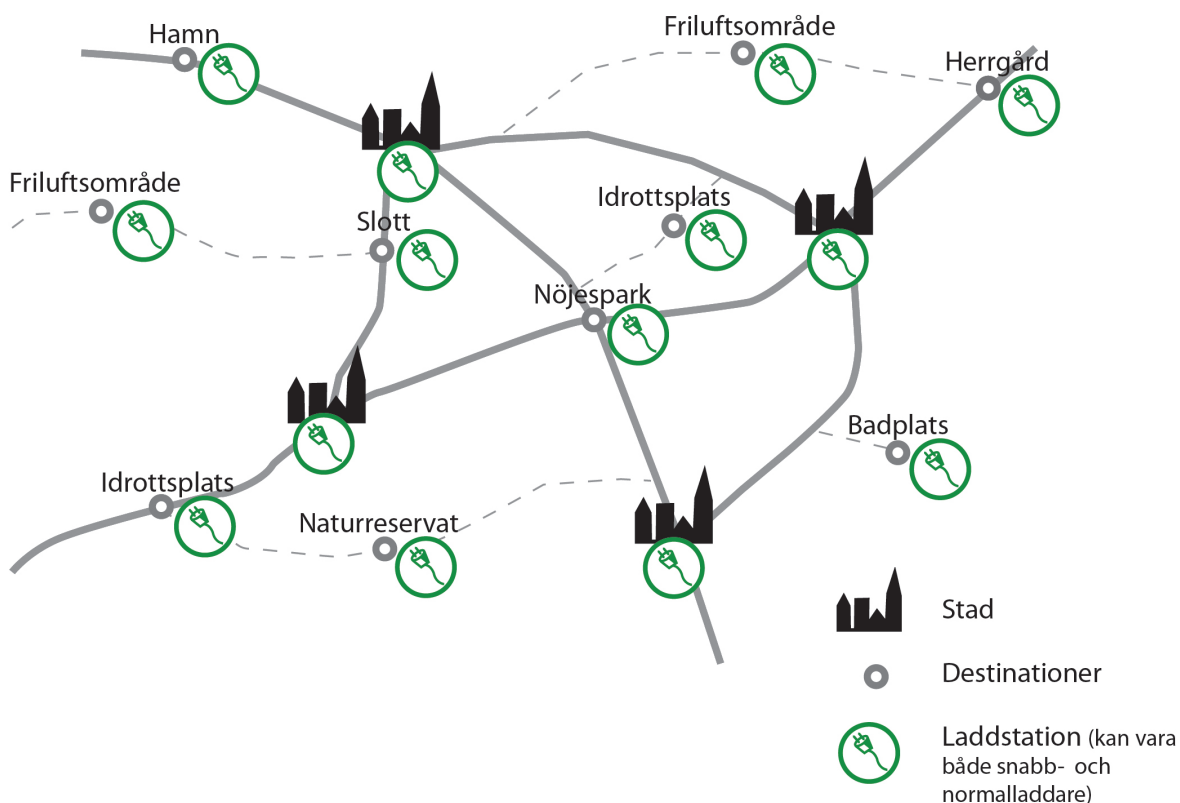 Hamn
Friluftsområde
Herrgård
Friluftsområde
Idrottsplats
Slott
Nöjespark
Badplats
Idrottsplats
Naturreservat
Stad
Destinationer
Laddstation (kan vara
både snabb- och
normalladdare)